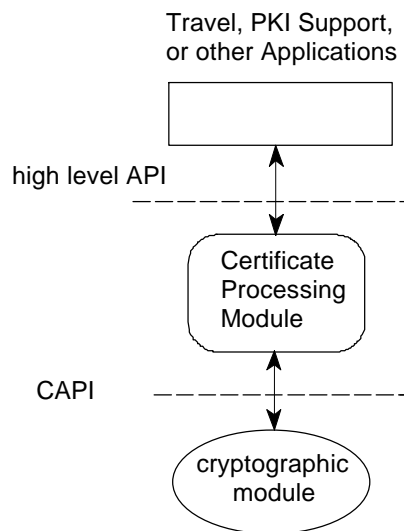 Travel, PKI Support,
or other Applications
high level API
Certificate
Processing
Module
CAPI
cryptographic
module